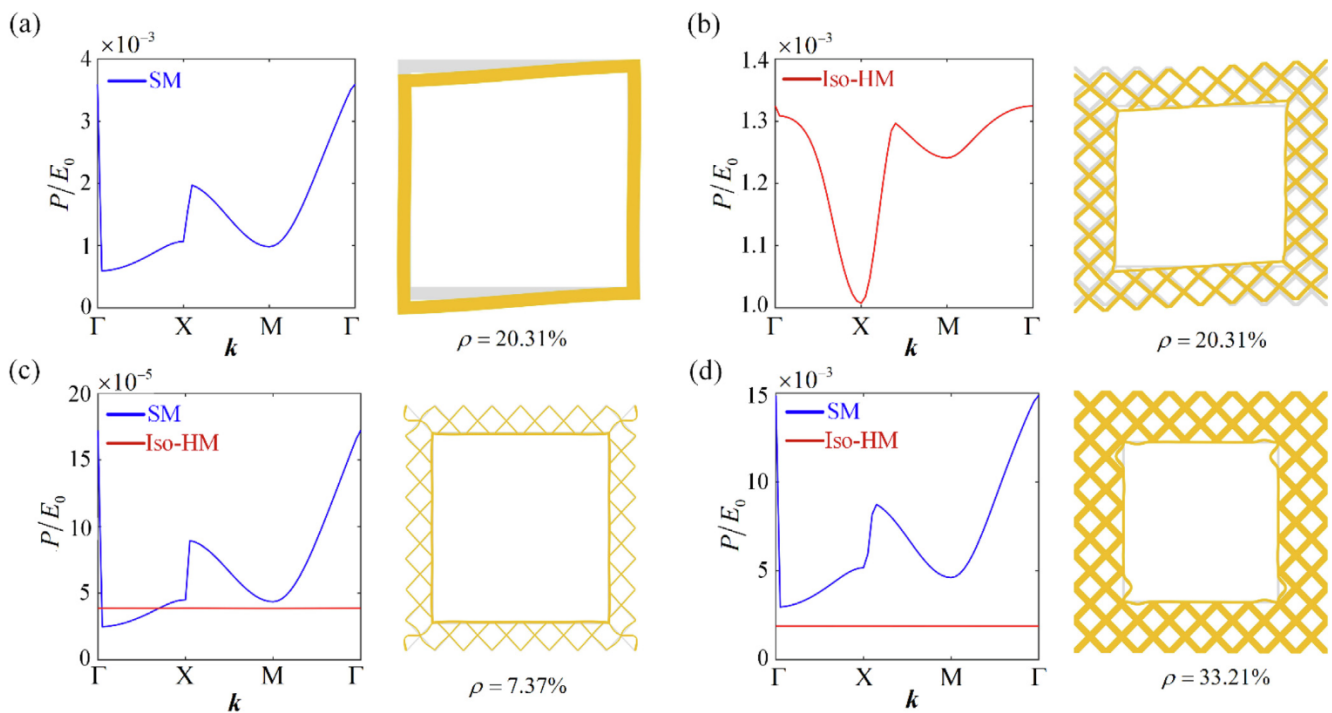 (a)
×10⁻³
4
3
2
1
0
P/E₀
SM
Γ X M Γ
k
ρ = 20.31%
(b)
×10⁻³
1.4
1.3
1.2
1.1
1.0
P/E₀
Iso-HM
Γ X M Γ
k
ρ = 20.31%
(c)
×10⁻⁵
20
15
10
5
0
P/E₀
SM
Iso-HM
Γ X M Γ
k
ρ = 7.37%
(d)
×10⁻³
15
10
5
0
P/E₀
SM
Iso-HM
Γ X M Γ
k
ρ = 33.21%